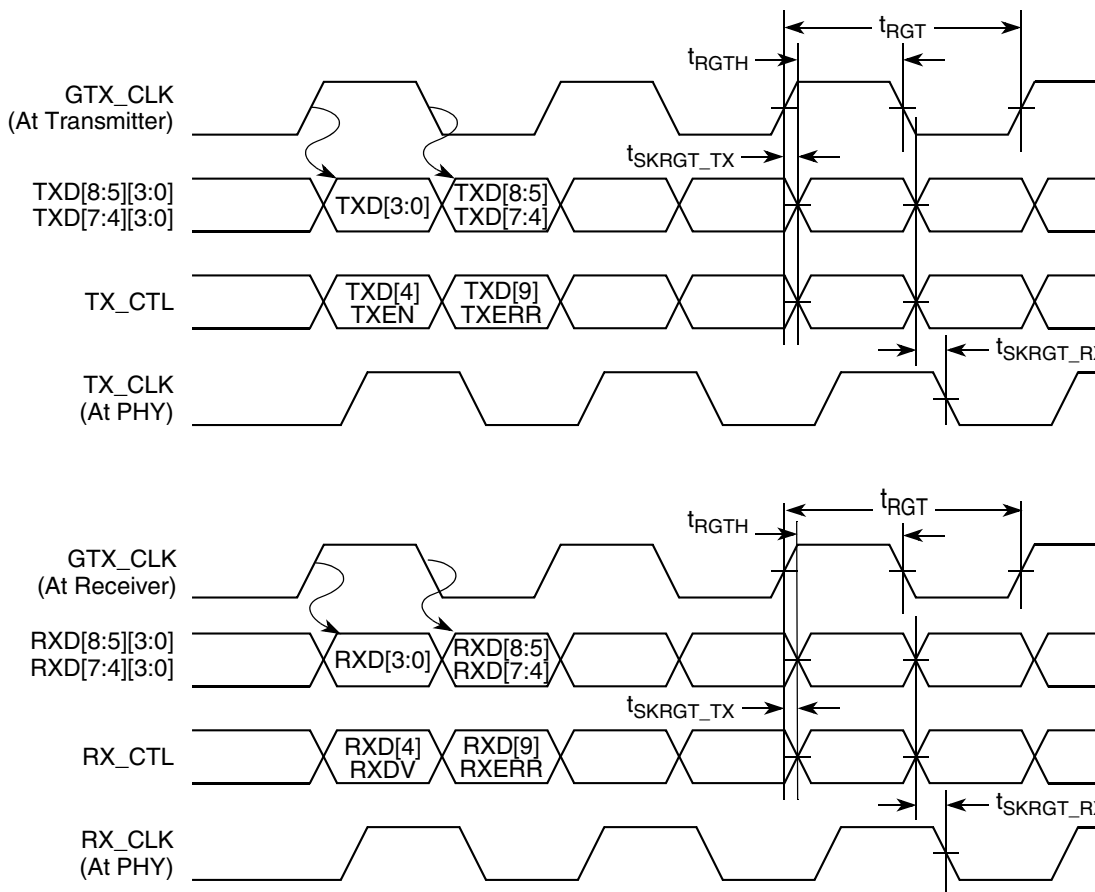 tRGT
tRGTH
GTX_CLK
(At Transmitter)
tSKRGT_TX
TXD[8:5][3:0]
TXD[7:4][3:0]
TXD[3:0]
TXD[8:5]
TXD[7:4]
TX_CTL
TXD[4]
TXEN
TXD[9]
TXERR
tSKRGT_RX
TX_CLK
(At PHY)
tRGT
tRGTH
GTX_CLK
(At Receiver)
RXD[8:5][3:0]
RXD[7:4][3:0]
RXD[3:0]
RXD[8:5]
RXD[7:4]
tSKRGT_TX
RX_CTL
RXD[4]
RXDV
RXD[9]
RXERR
tSKRGT_RX
RX_CLK
(At PHY)